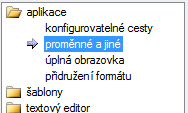 aplikace
konfigurovatelné cesty
proměnné a jiné
úplná obrazovka
přidružení formátu
šablony
textový editor